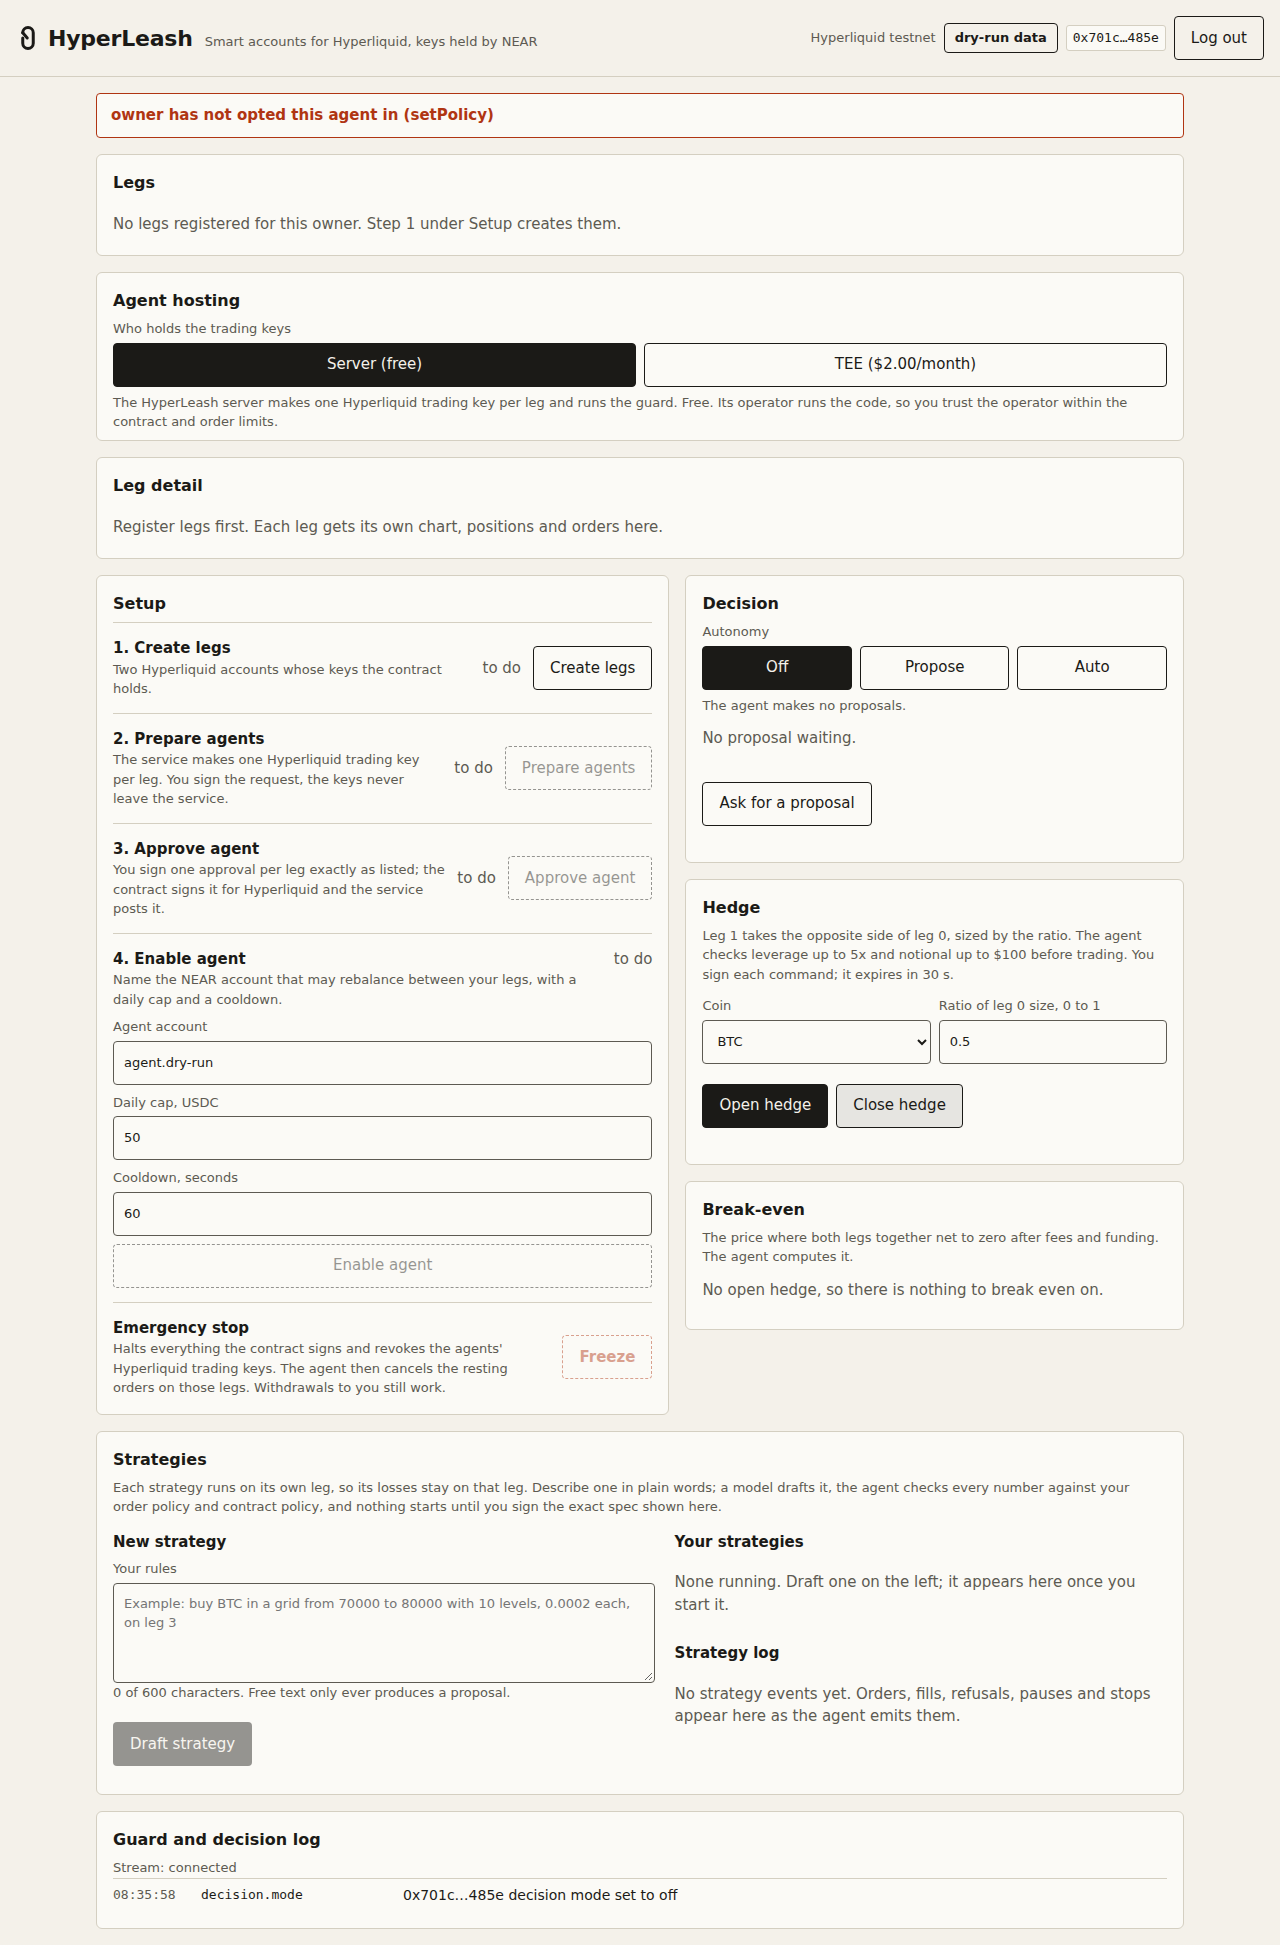 HyperLeash Smart accounts for Hyperliquid, keys held by NEAR
Hyperliquid testnet dry-run data 0x701c…485e Log out
owner has not opted this agent in (setPolicy)
Legs
No legs registered for this owner. Step 1 under Setup creates them.
Agent hosting
Who holds the trading keys
Server (free) TEE ($2.00/month)
The HyperLeash server makes one Hyperliquid trading key per leg and runs the guard. Free. Its operator runs the code, so you trust the operator within the
contract and order limits.
Leg detail
Register legs first. Each leg gets its own chart, positions and orders here.
Setup
1. Create legs
Two Hyperliquid accounts whose keys the contract
holds.
to do Create legs
2. Prepare agents
The service makes one Hyperliquid trading key
per leg. You sign the request, the keys never
leave the service.
to do Prepare agents
3. Approve agent
You sign one approval per leg exactly as listed; the
contract signs it for Hyperliquid and the service
posts it.
to do Approve agent
4. Enable agent
to do
Name the NEAR account that may rebalance between your legs, with a
daily cap and a cooldown.
Agent account
agent.dry-run
Daily cap, USDC
50
Cooldown, seconds
60
Enable agent
Emergency stop
Halts everything the contract signs and revokes the agents'
Hyperliquid trading keys. The agent then cancels the resting
orders on those legs. Withdrawals to you still work.
Freeze
Decision
Autonomy
Off Propose Auto
The agent makes no proposals.
No proposal waiting.
Ask for a proposal
Hedge
Leg 1 takes the opposite side of leg 0, sized by the ratio. The agent
checks leverage up to 5x and notional up to $100 before trading. You
sign each command; it expires in 30 s.
Coin Ratio of leg 0 size, 0 to 1
BTC 0.5
Open hedge Close hedge
Break-even
The price where both legs together net to zero after fees and funding.
The agent computes it.
No open hedge, so there is nothing to break even on.
Strategies
Each strategy runs on its own leg, so its losses stay on that leg. Describe one in plain words; a model drafts it, the agent checks every number against your
order policy and contract policy, and nothing starts until you sign the exact spec shown here.
New strategy
Your rules
Example: buy BTC in a grid from 70000 to 80000 with 10 levels, 0.0002 each,
on leg 3
0 of 600 characters. Free text only ever produces a proposal.
Draft strategy
Your strategies
None running. Draft one on the left; it appears here once you
start it.
Strategy log
No strategy events yet. Orders, fills, refusals, pauses and stops
appear here as the agent emits them.
Guard and decision log
Stream: connected
08:35:58 decision.mode 0x701c…485e decision mode set to off